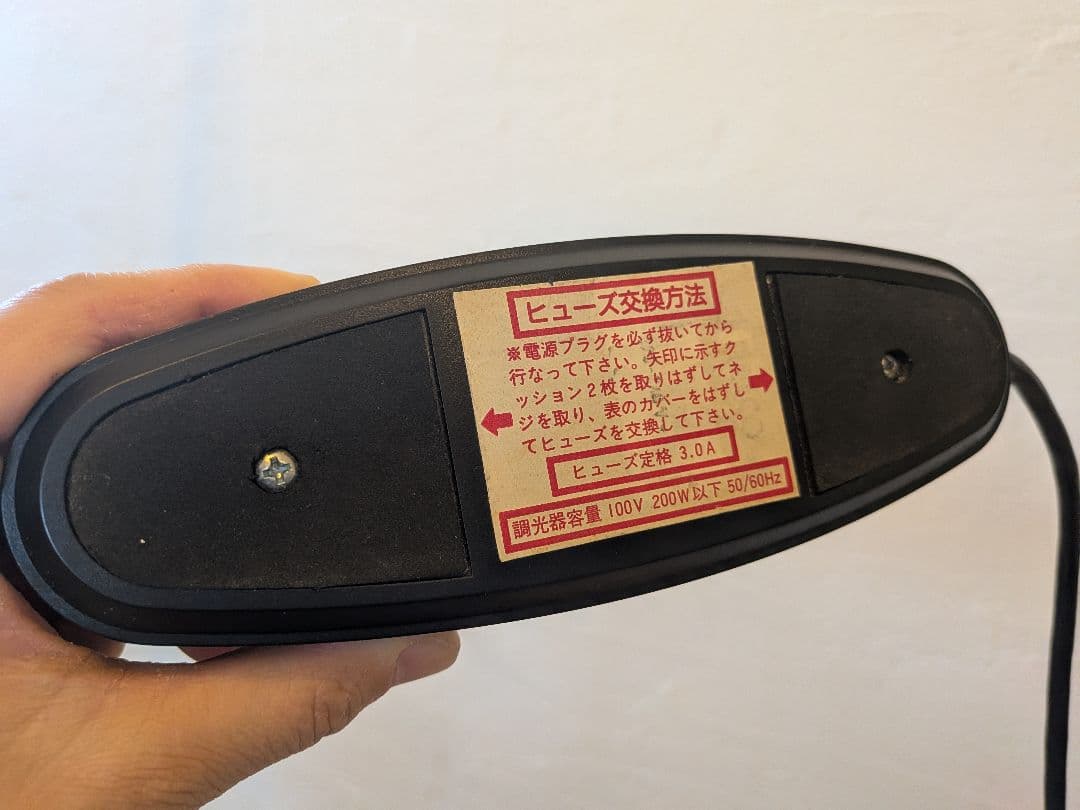 ヒューズ交換方法
※電源プラグを必ず抜いてから
行なって下さい。矢印に示すク
ッション2枚を取りはずしてネ
ジを取り、表のカバーをはずし
てヒューズを交換して下さい。
ヒューズ定格 3.0A
調光器容量 100V 200W以下 50/60Hz